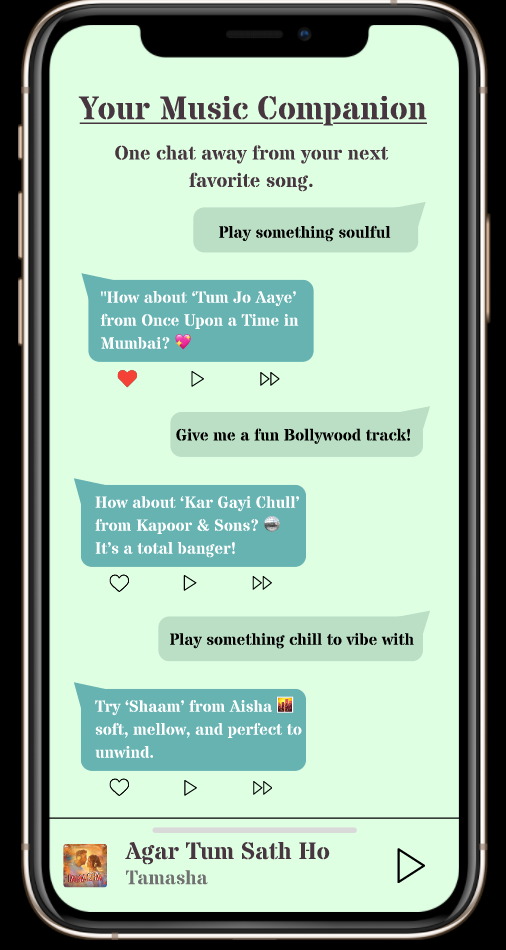 Your Music Companion
One chat away from your next
favorite song.
Play something soulful
"How about ‘Tum Jo Aaye’
from Once Upon a Time in
Mumbai? 💖
Give me a fun Bollywood track!
How about ‘Kar Gayi Chull’
from Kapoor & Sons?
It’s a total banger!
Play something chill to vibe with
Try ‘Shaam’ from Aisha 🌇
soft, mellow, and perfect to
unwind.
Agar Tum Sath Ho
Tamasha